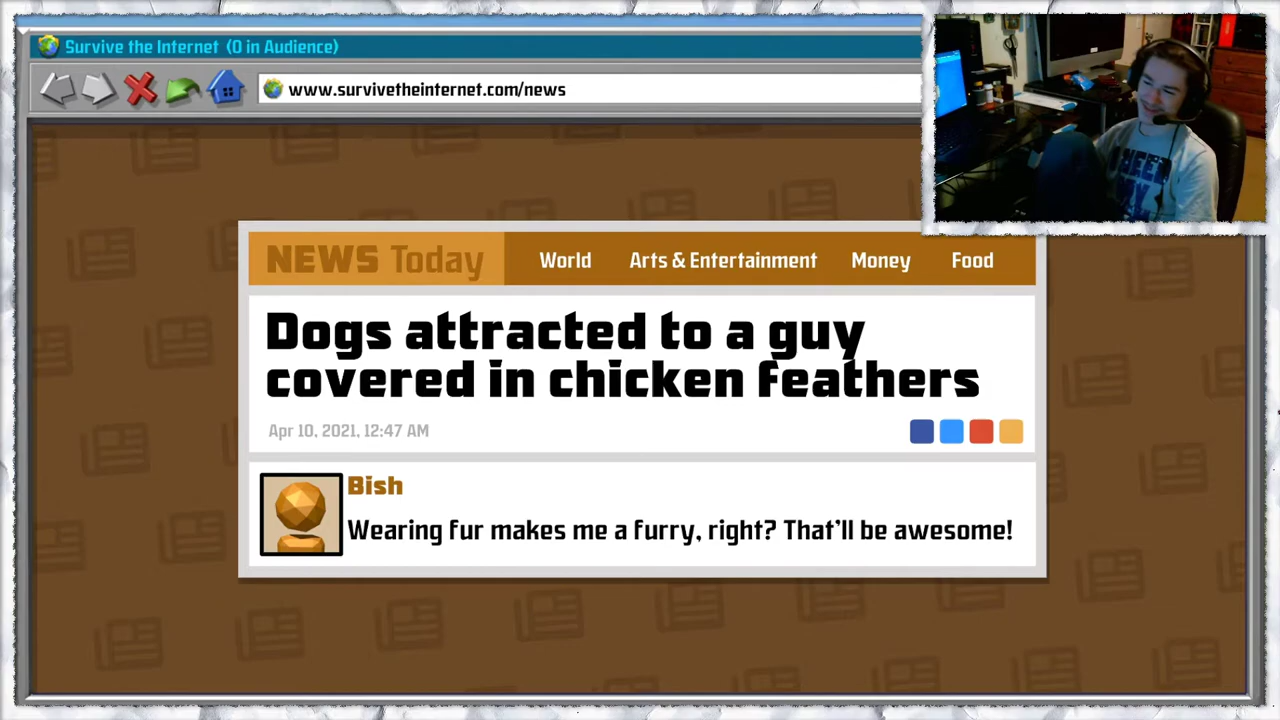 Survive the Internet (0 in Audience)
www.survivetheinternet.com/news
NEWS Today World Arts & Entertainment Money Food
Dogs attracted to a guy
covered in chicken feathers
Apr 10, 2021, 12:47 AM
Bish
Wearing fur makes me a furry, right? That'll be awesome!